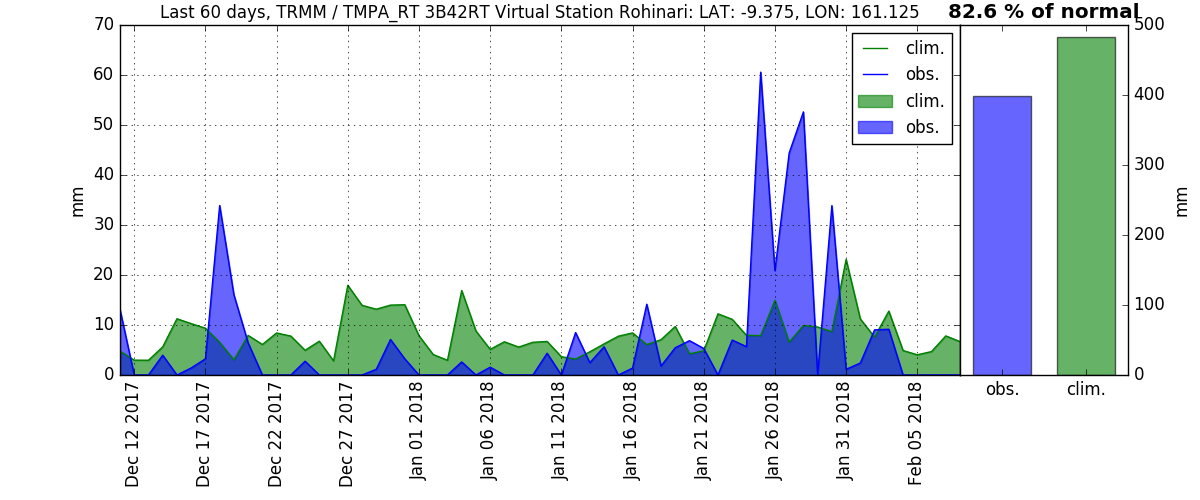 Last 60 days, TRMM / TMPA_RT 3B42RT Virtual Station Rohinari: LAT: -9.375, LON: 161.125
82.6 % of normal
70
60
50
40
30
20
10
0
mm
clim.
obs.
clim.
obs.
Dec 12 2017
Dec 17 2017
Dec 22 2017
Dec 27 2017
Jan 01 2018
Jan 06 2018
Jan 11 2018
Jan 16 2018
Jan 21 2018
Jan 26 2018
Jan 31 2018
Feb 05 2018
500
400
300
200
100
0
mm
obs.
clim.